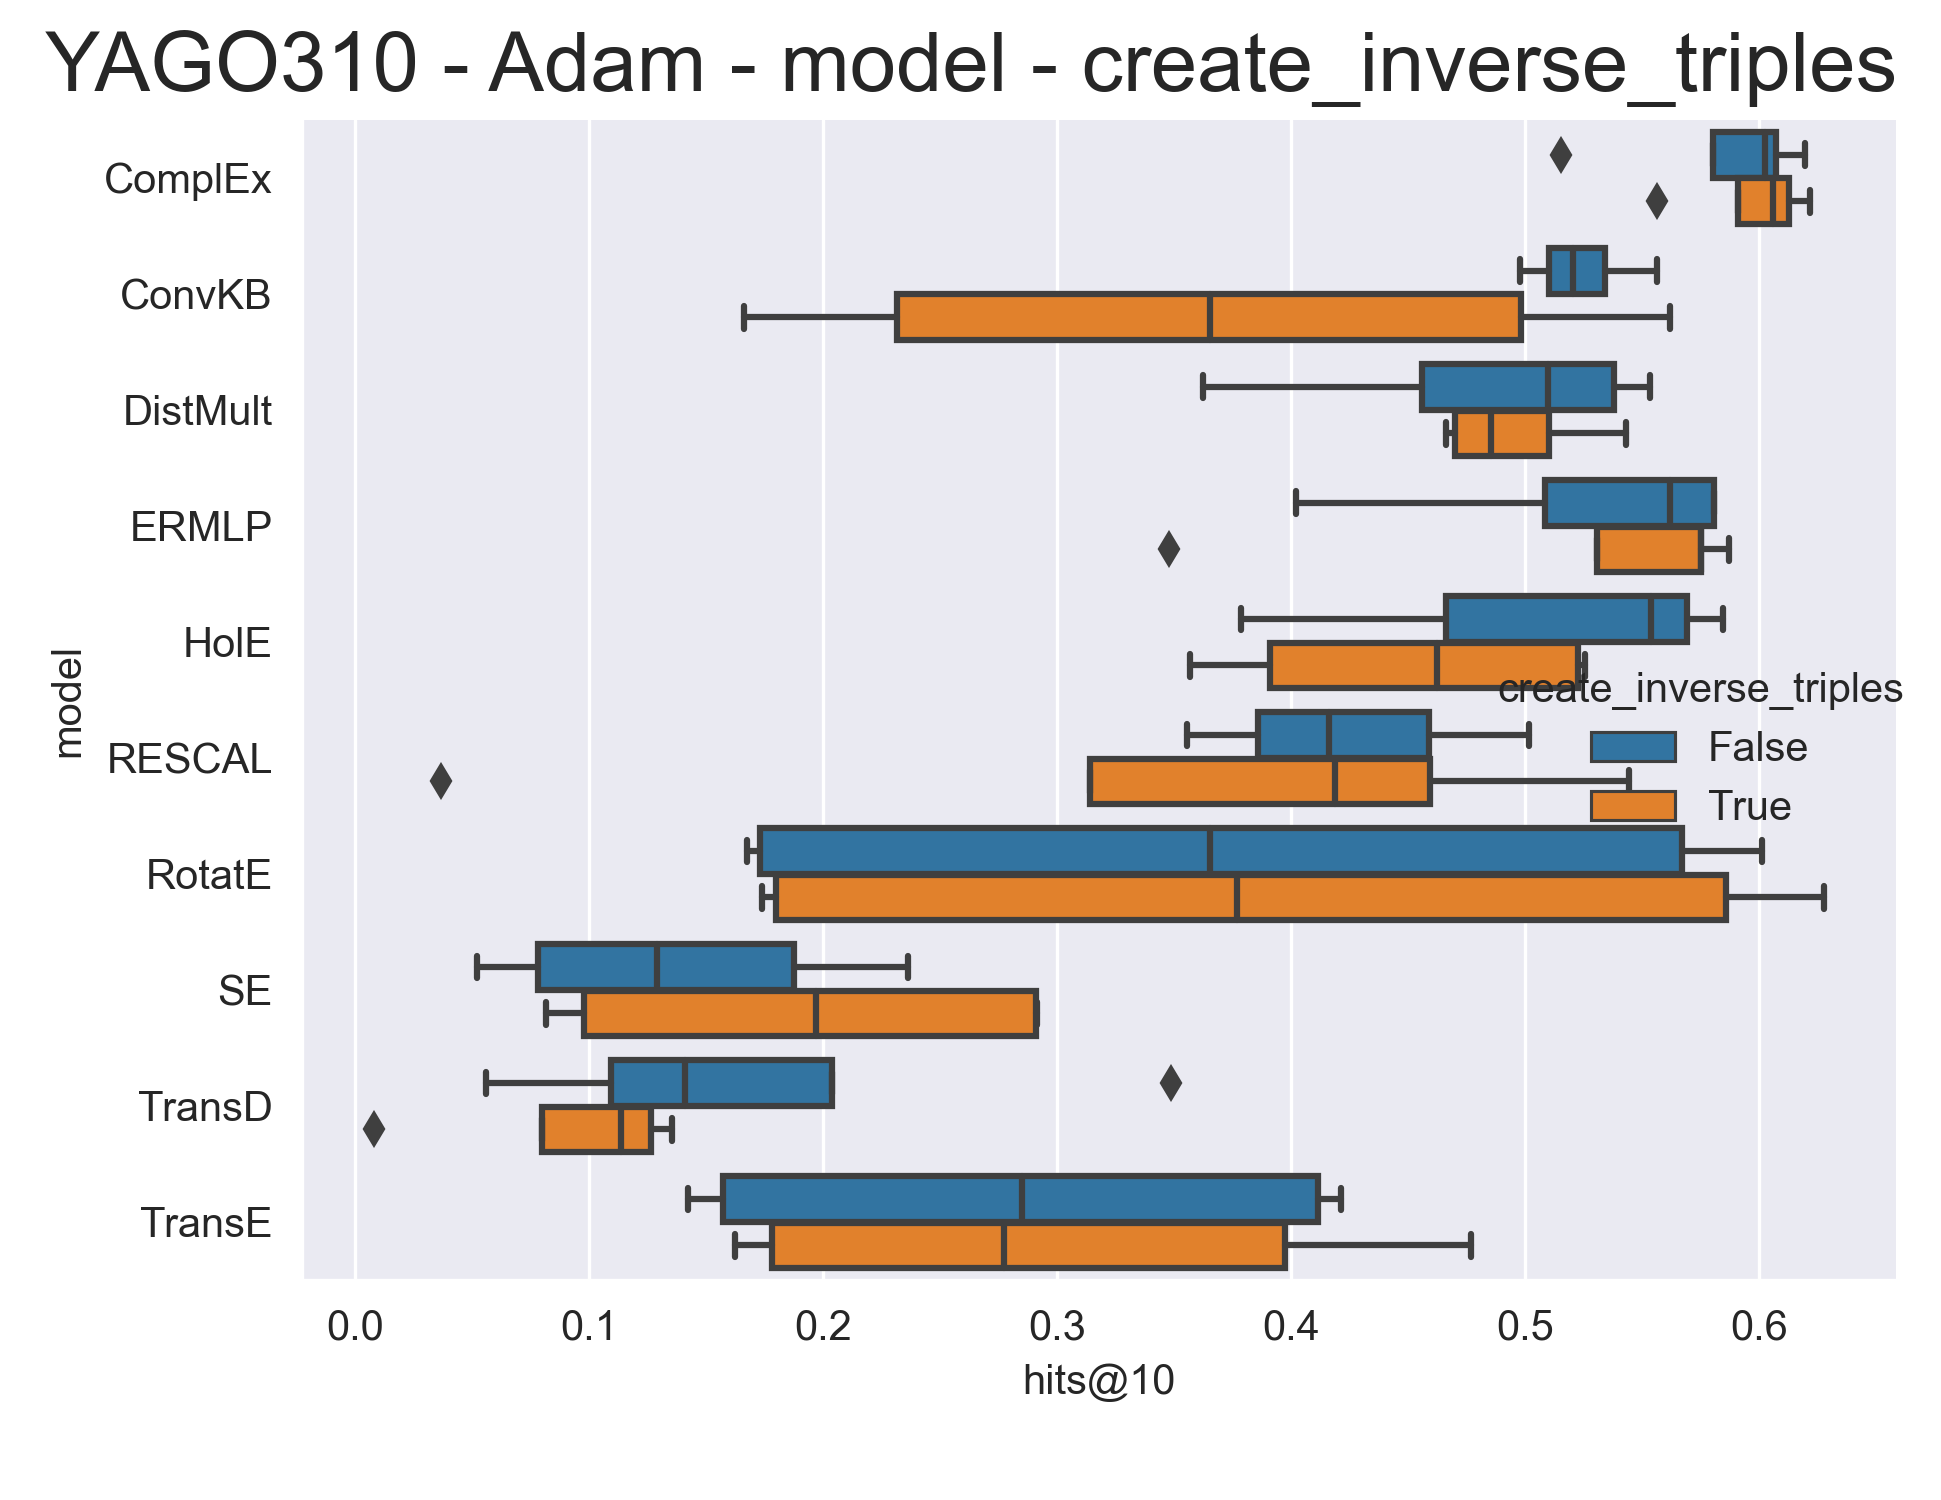 YAGO310 - Adam - model - create_inverse_triples
model
ComplEx
ConvKB
DistMult
ERMLP
HolE
RESCAL
RotatE
SE
TransD
TransE
create_inverse_triples
False
True
0.0 0.1 0.2 0.3 0.4 0.5 0.6
hits@10